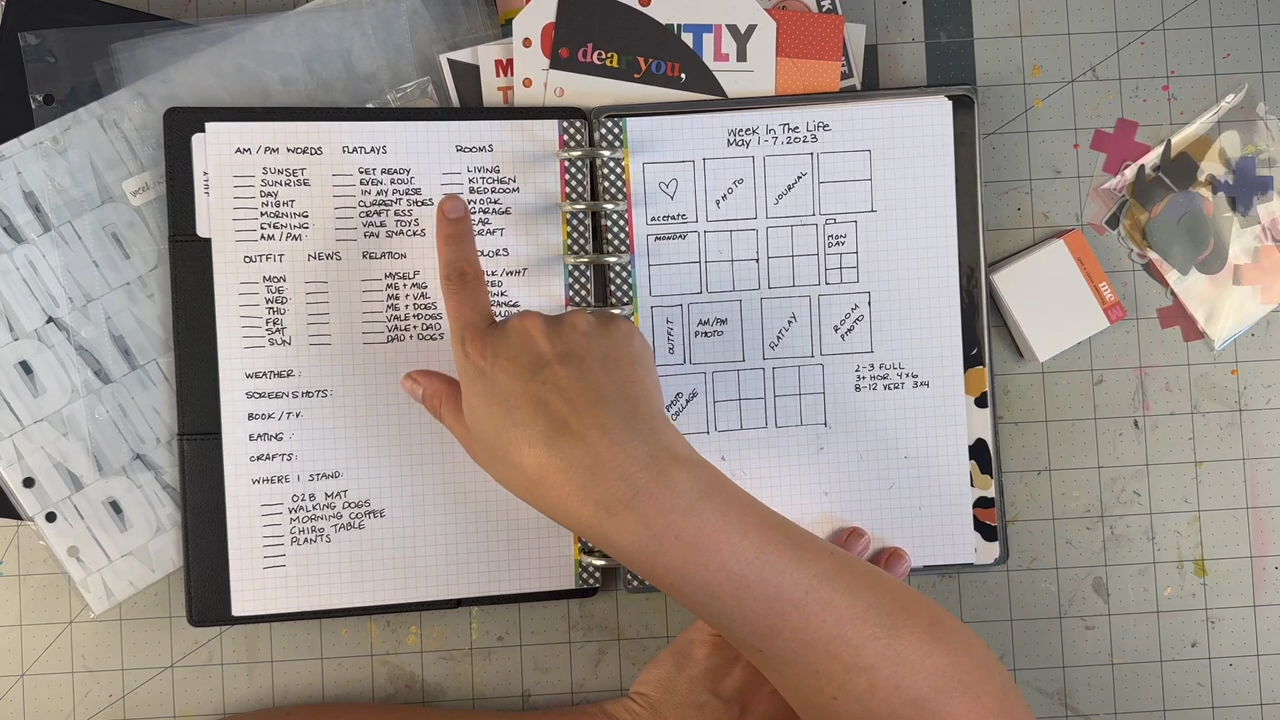 dear you,
AM / PM WORDS
SUNSET
SUNRISE
DAY
NIGHT
MORNING
EVENING
AM / PM
FLATLAYS
GET READY
EVEN. ROUT.
IN MY PURSE
CURRENT SHOES
CRAFT ESS
VALE TOYS
FAV SNACKS
ROOMS
LIVING
KITCHEN
BEDROOM
WORK
GARAGE
CAR
CRAFT
OUTFIT
MON
TUE
WED
THU
FRI
SAT
SUN
NEWS
RELATION
MYSELF
ME + MIG
ME + VAL
ME + DOGS
VALE + DOGS
VALE + DAD
DAD + DOGS
WEATHER:
SCREENSHOTS:
BOOK / T.V.
EATING:
CRAFTS:
WHERE I STAND:
O2B MAT
WALKING DOGS
MORNING COFFEE
CHIRO TABLE
PLANTS
Week In The Life
May 1-7, 2023
acetate
PHOTO
JOURNAL
MONDAY
MON
DAY
OUTFIT
AM/PM
PHOTO
FLATLAY
ROOM
PHOTO
PHOTO
COLLAGE
2-3 FULL
3+ HOR. 4x6
8-12 VERT 3x4
me